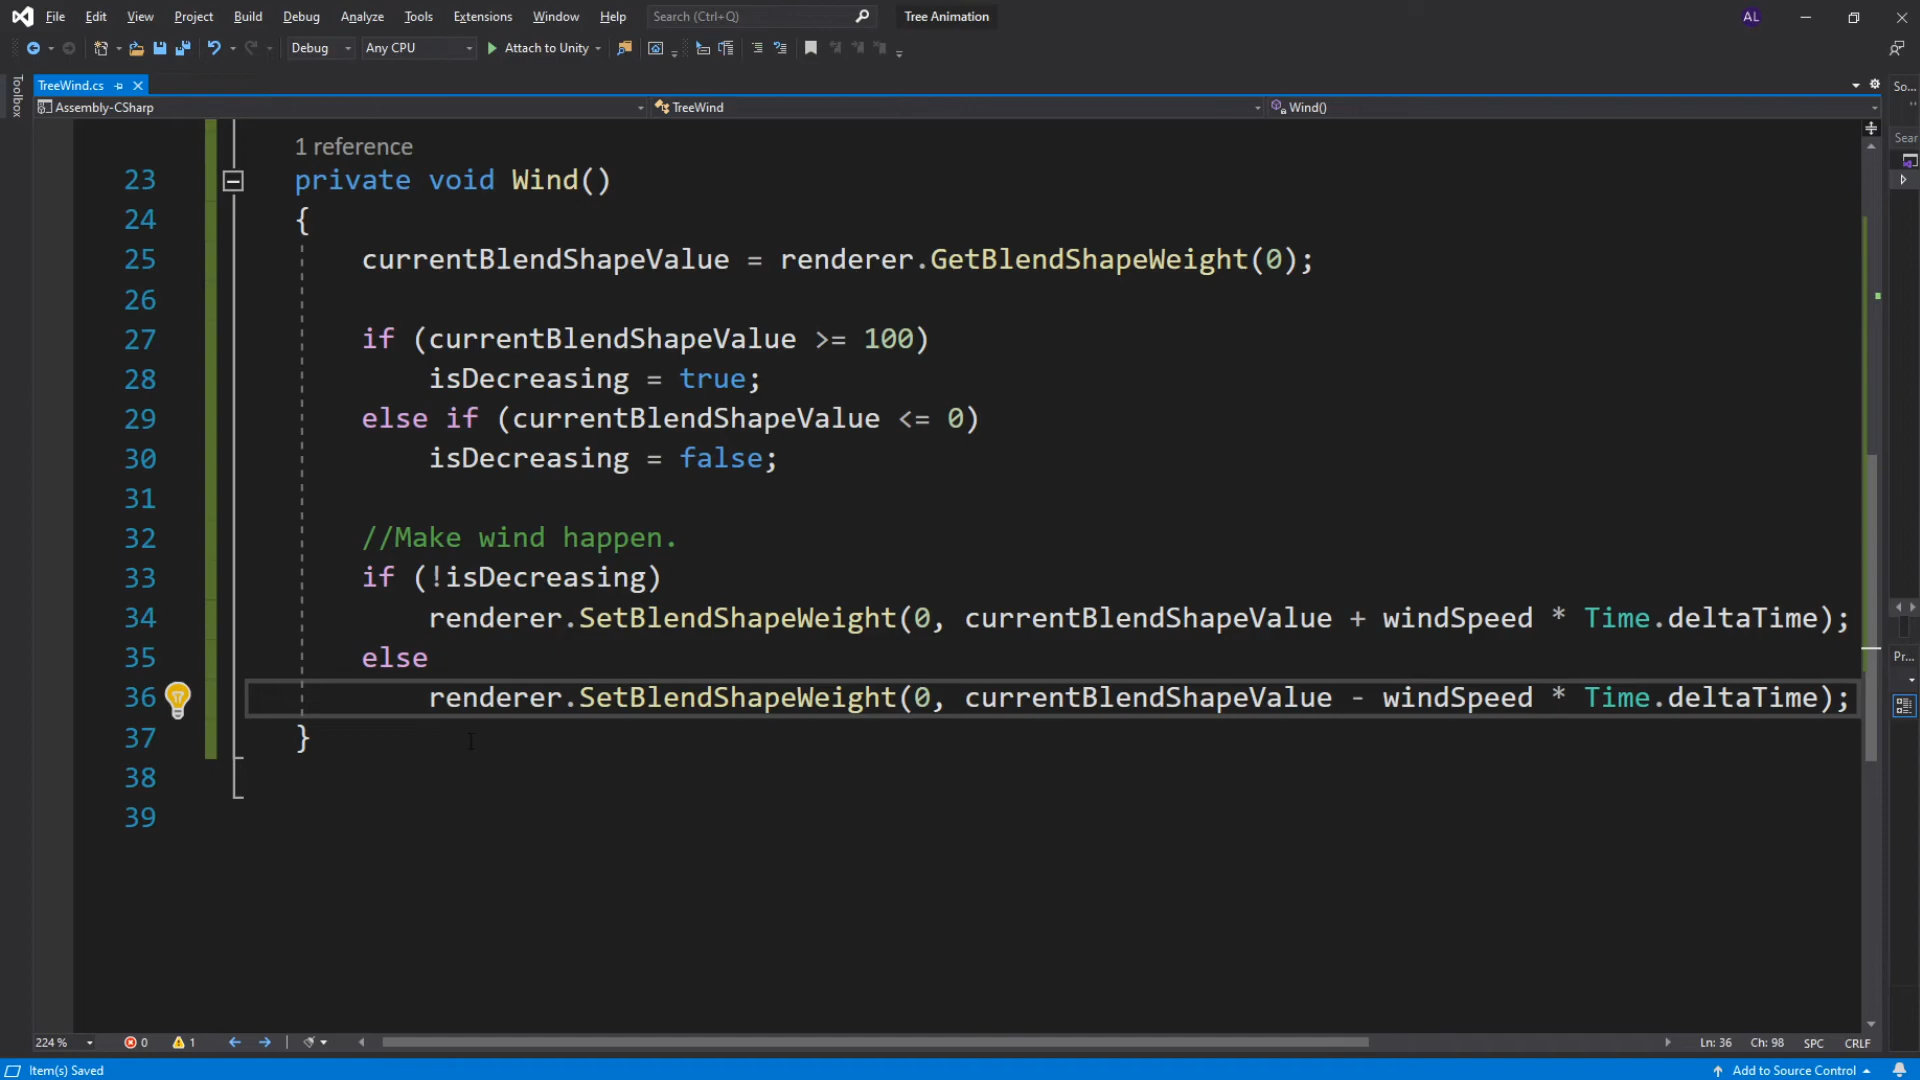 File Edit View Project Build Debug Analyze Tools Extensions Window Help Search (Ctrl+Q) Tree Animation AL
Debug Any CPU Attach to Unity
Toolbox
TreeWind.cs
So...
Assembly-CSharp TreeWind Wind()
Sear
1 reference
23 private void Wind()
24 {
25 currentBlendShapeValue = renderer.GetBlendShapeWeight(0);
26
27 if (currentBlendShapeValue >= 100)
28 isDecreasing = true;
29 else if (currentBlendShapeValue <= 0)
30 isDecreasing = false;
31
32 //Make wind happen.
33 if (!isDecreasing)
34 renderer.SetBlendShapeWeight(0, currentBlendShapeValue + windSpeed * Time.deltaTime);
35 else
Pr...
36 renderer.SetBlendShapeWeight(0, currentBlendShapeValue - windSpeed * Time.deltaTime);
37 }
38
39
224 % 0 1 Ln: 36 Ch: 98 SPC CRLF
Item(s) Saved Add to Source Control